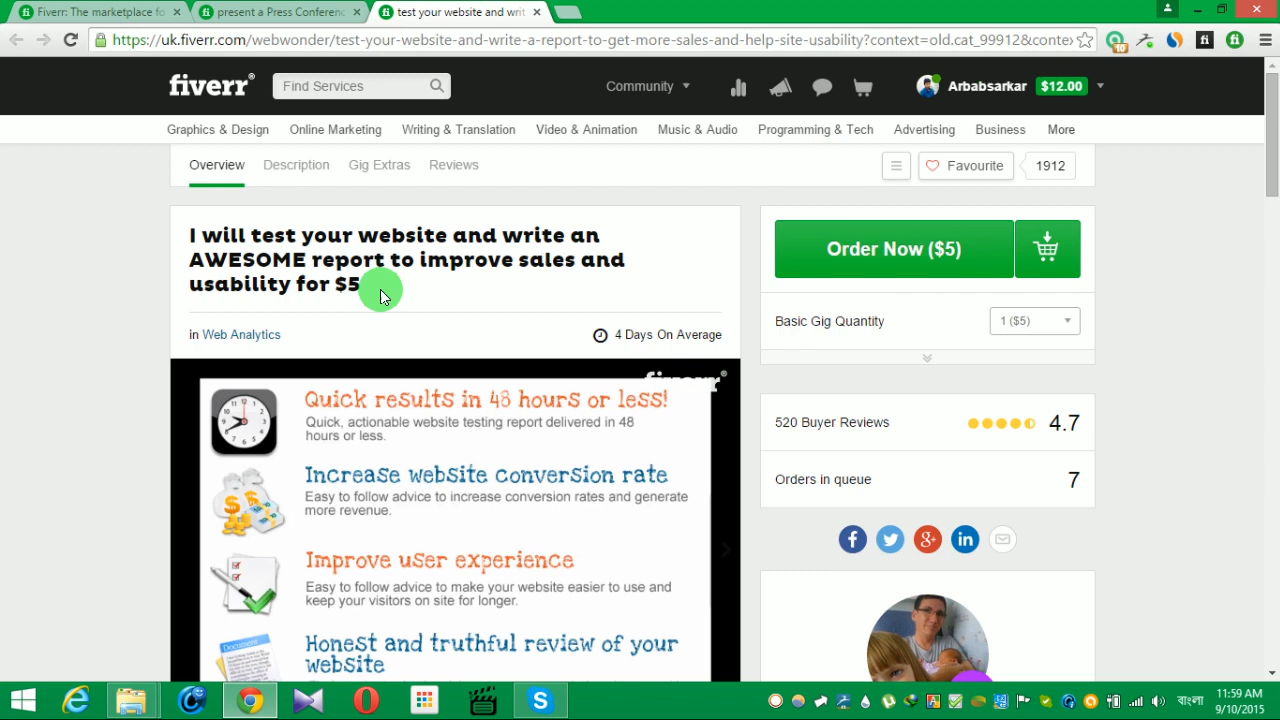 Fiverr: The marketplace fo
present a Press Conferenc
test your website and writ
https://uk.fiverr.com/webwonder/test-your-website-and-write-a-report-to-get-more-sales-and-help-site-usability?context=old.cat_99912&contex
10
fiverr®
Find Services
Community
Arbabsarkar
$12.00
Graphics & Design
Online Marketing
Writing & Translation
Video & Animation
Music & Audio
Programming & Tech
Advertising
Business
More
Overview
Description
Gig Extras
Reviews
Favourite
1912
I will test your website and write an
AWESOME report to improve sales and
usability for $5
in Web Analytics
4 Days On Average
Order Now ($5)
Basic Gig Quantity
1 ($5)
520 Buyer Reviews
4.7
Orders in queue
7
fiverr®
Quick results in 48 hours or less!
Quick, actionable website testing report delivered in 48
hours or less.
Increase website conversion rate
Easy to follow advice to increase conversion rates and generate
more revenue.
Improve user experience
Easy to follow advice to make your website easier to use and
keep your visitors on site for longer.
Honest and truthful review of your
website
বাংলা
11:59 AM
9/10/2015